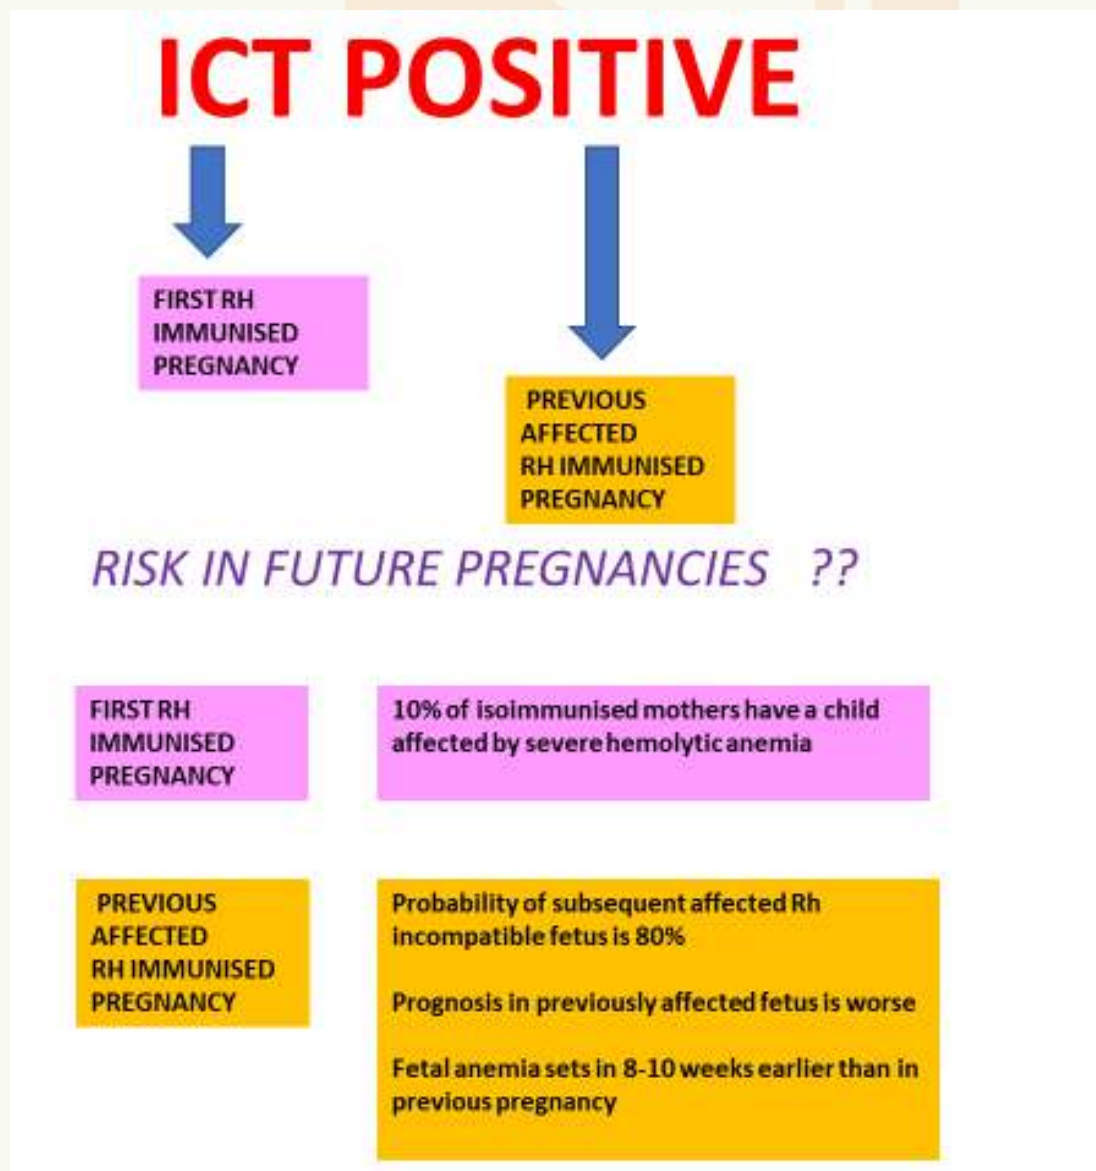 ICT POSITIVE
FIRST RH
IMMUNISED
PREGNANCY
PREVIOUS
AFFECTED
RH IMMUNISED
PREGNANCY
RISK IN FUTURE PREGNANCIES ??
FIRST RH
IMMUNISED
PREGNANCY
10% of isoimmunised mothers have a child
affected by severe hemolytic anemia
PREVIOUS
AFFECTED
RH IMMUNISED
PREGNANCY
Probability of subsequent affected Rh
incompatible fetus is 80%
Prognosis in previously affected fetus is worse
Fetal anemia sets in 8-10 weeks earlier than in
previous pregnancy